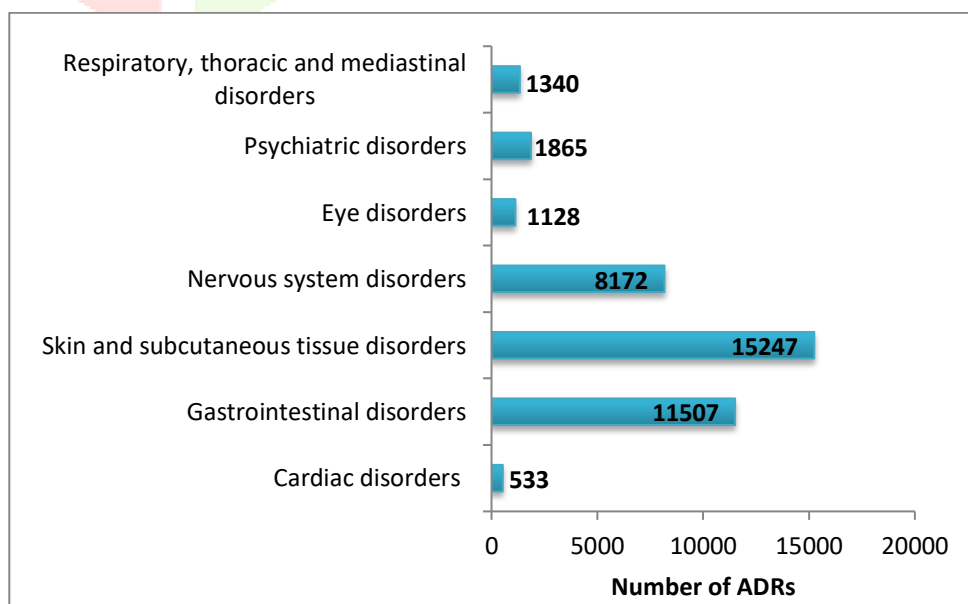 Respiratory, thoracic and mediastinal
disorders
1340
Psychiatric disorders
1865
Eye disorders
1128
Nervous system disorders
8172
Skin and subcutaneous tissue disorders
15247
Gastrointestinal disorders
11507
Cardiac disorders
533
0 5000 10000 15000 20000
Number of ADRs